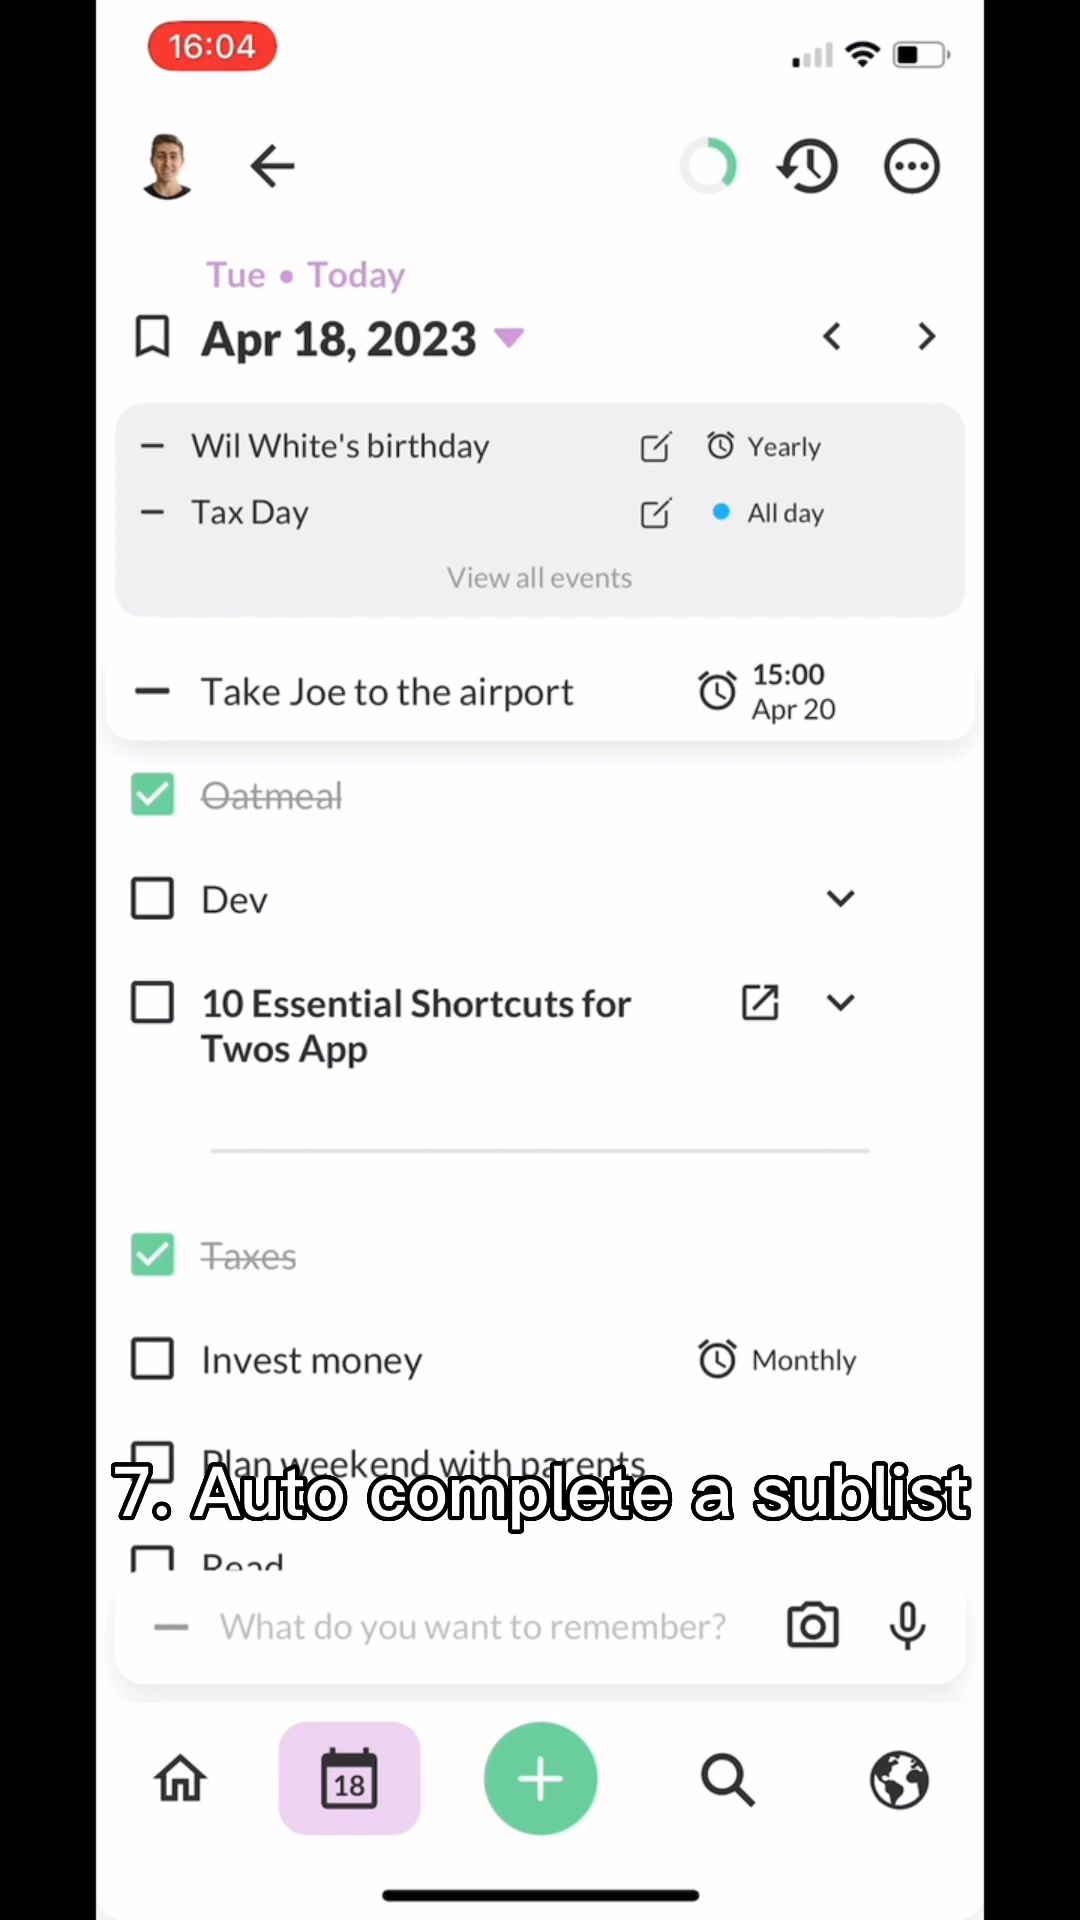 16:04
Tue • Today
Apr 18, 2023
Wil White's birthday Yearly
Tax Day All day
View all events
Take Joe to the airport 15:00
Apr 20
Oatmeal
Dev
10 Essential Shortcuts for
Twos App
Taxes
Invest money Monthly
Plan weekend with parents
7. Auto complete a sublist
Read
What do you want to remember?
18